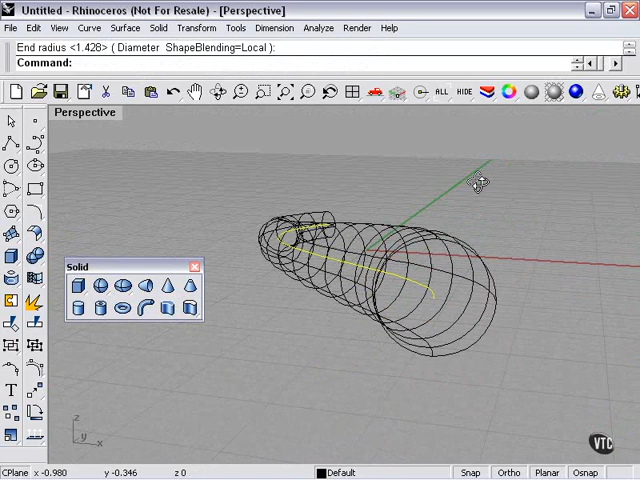 Untitled - Rhinoceros (Not For Resale) - [Perspective]
File Edit View Curve Surface Solid Transform Tools Dimension Analyze Render Help
End radius <1.428> ( Diameter ShapeBlending=Local ):
Command:
ALL HIDE
Perspective
Solid
T
z
y
x
VTC
CPlane x -0.980 y -0.346 z 0 Default Snap Ortho Planar Osnap